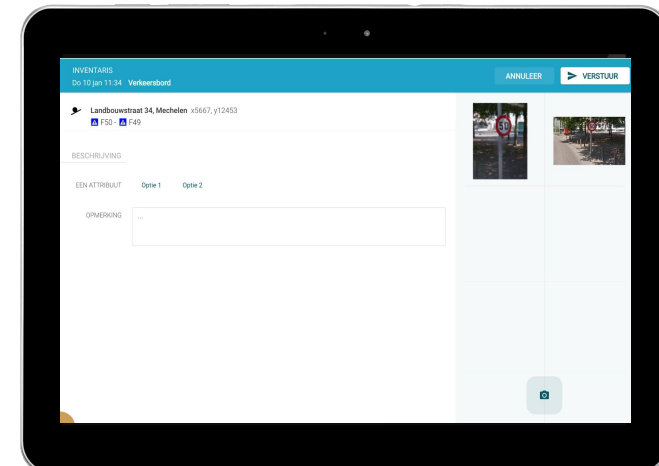 INVENTARIS
Do 10 jan 11:34 Verkeersbord
ANNULEER
VERSTUUR
Landbouwstraat 34, Mechelen x5667, y12453
F50 - F49
BESCHRIJVING
EEN ATTRIBUUT Optie 1 Optie 2
OPMERKING ...